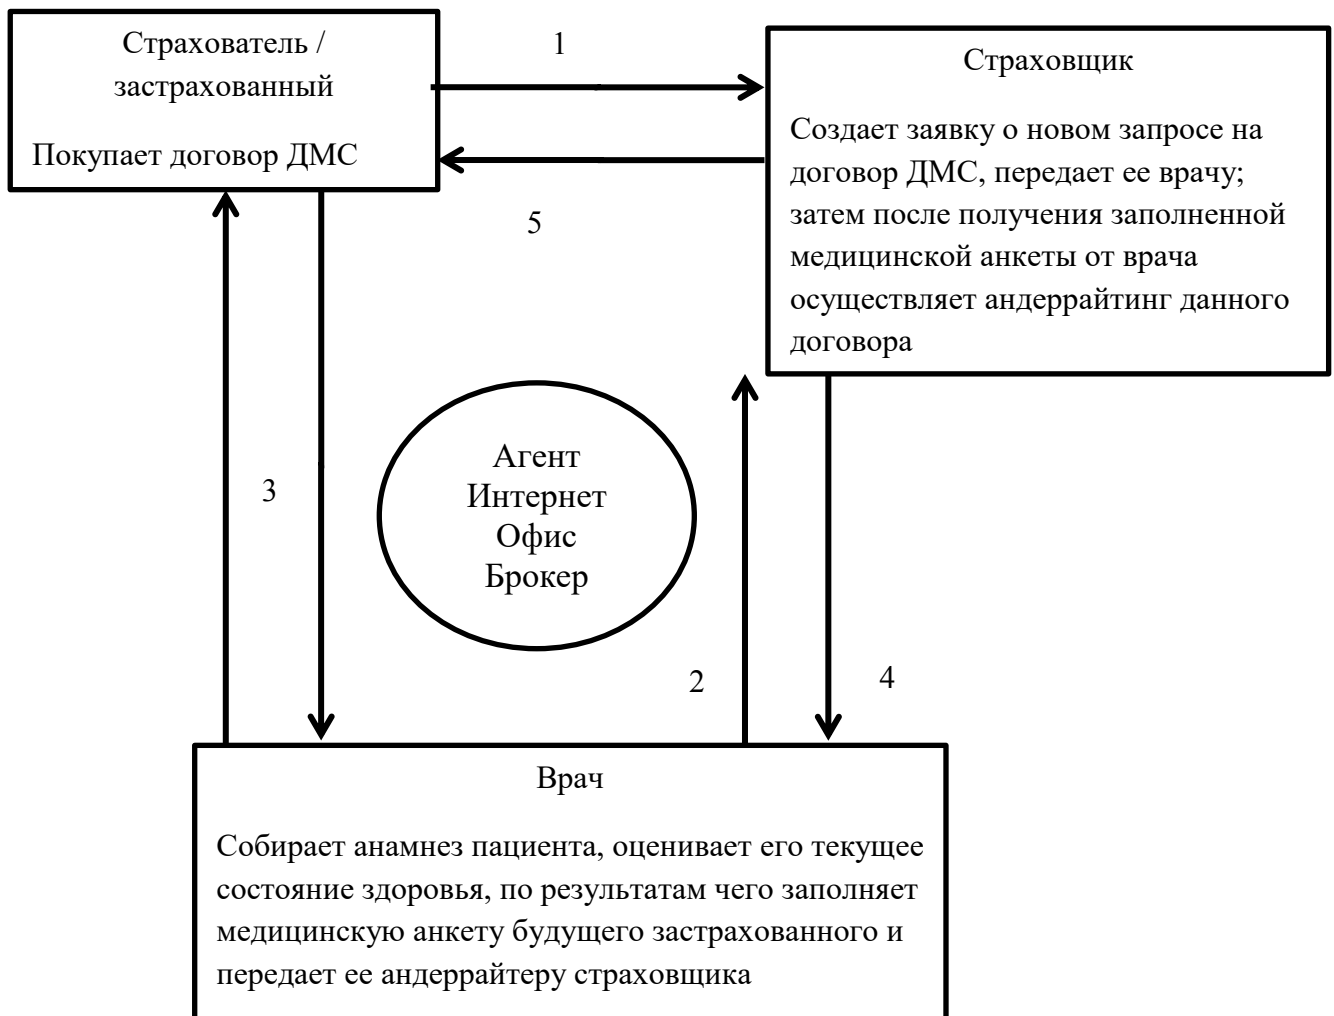 Страхователь /
застрахованный
Покупает договор ДМС
1
5
Страховщик
Создает заявку о новом запросе на
договор ДМС, передает ее врачу;
затем после получения заполненной
медицинской анкеты от врача
осуществляет андеррайтинг данного
договора
3
Агент
Интернет
Офис
Брокер
2
4
Врач
Собирает анамнез пациента, оценивает его текущее
состояние здоровья, по результатам чего заполняет
медицинскую анкету будущего застрахованного и
передает ее андеррайтеру страховщика